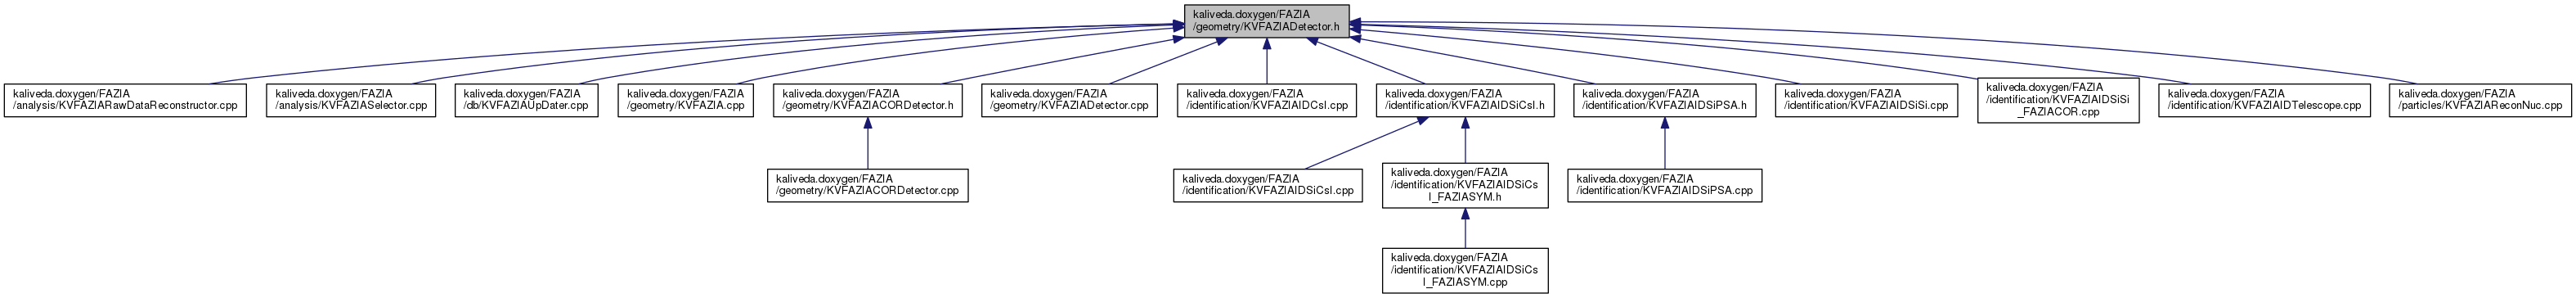 kaliveda.doxygen/FAZIA
/geometry/KVFAZIADetector.h
kaliveda.doxygen/FAZIA
/analysis/KVFAZIARawDataReconstructor.cpp
kaliveda.doxygen/FAZIA
/analysis/KVFAZIASelector.cpp
kaliveda.doxygen/FAZIA
/db/KVFAZIAUpDater.cpp
kaliveda.doxygen/FAZIA
/geometry/KVFAZIA.cpp
kaliveda.doxygen/FAZIA
/geometry/KVFAZIACORDetector.h
kaliveda.doxygen/FAZIA
/geometry/KVFAZIADetector.cpp
kaliveda.doxygen/FAZIA
/identification/KVFAZIAIDCsI.cpp
kaliveda.doxygen/FAZIA
/identification/KVFAZIAIDSiCsI.h
kaliveda.doxygen/FAZIA
/identification/KVFAZIAIDSiPSA.h
kaliveda.doxygen/FAZIA
/identification/KVFAZIAIDSiSi.cpp
kaliveda.doxygen/FAZIA
/identification/KVFAZIAIDSiSi
_FAZIACOR.cpp
kaliveda.doxygen/FAZIA
/identification/KVFAZIAIDTelescope.cpp
kaliveda.doxygen/FAZIA
/particles/KVFAZIAReconNuc.cpp
kaliveda.doxygen/FAZIA
/geometry/KVFAZIACORDetector.cpp
kaliveda.doxygen/FAZIA
/identification/KVFAZIAIDSiCsI.cpp
kaliveda.doxygen/FAZIA
/identification/KVFAZIAIDSiCs
I_FAZIASYM.h
kaliveda.doxygen/FAZIA
/identification/KVFAZIAIDSiPSA.cpp
kaliveda.doxygen/FAZIA
/identification/KVFAZIAIDSiCs
I_FAZIASYM.cpp